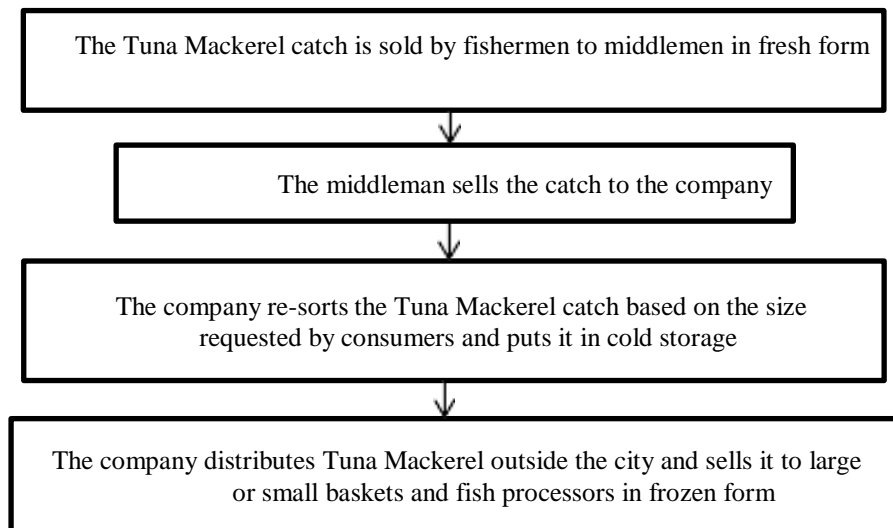 The Tuna Mackerel catch is sold by fishermen to middlemen in fresh form
The middleman sells the catch to the company
The company re-sorts the Tuna Mackerel catch based on the size
requested by consumers and puts it in cold storage
The company distributes Tuna Mackerel outside the city and sells it to large
or small baskets and fish processors in frozen form